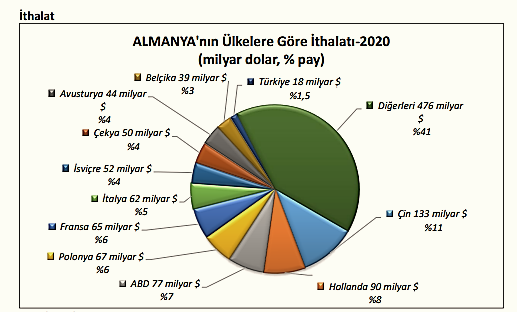 İthalat
ALMANYA'nın Ülkelere Göre İthalatı-2020
(milyar dolar, % pay)
Belçika 39 milyar $
%3
Türkiye 18 milyar $
%1,5
Avusturya 44 milyar
$
%4
Diğerleri 476 milyar
$
%41
Çekya 50 milyar $
%4
İsviçre 52 milyar $
%4
İtalya 62 milyar $
%5
Çin 133 milyar $
%11
Fransa 65 milyar $
%6
Polonya 67 milyar $
%6
ABD 77 milyar $
%7
Hollanda 90 milyar $
%8